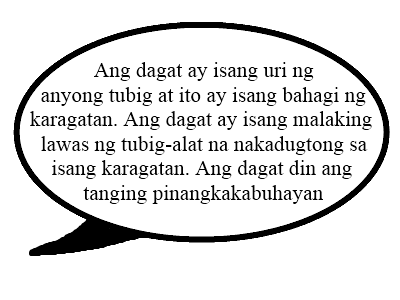 Ang dagat ay isang uri ng
anyong tubig at ito ay isang bahagi ng
karagatan. Ang dagat ay isang malaking
lawas ng tubig-alat na nakadugtong sa
isang karagatan. Ang dagat din ang
tanging pinangkakabuhayan